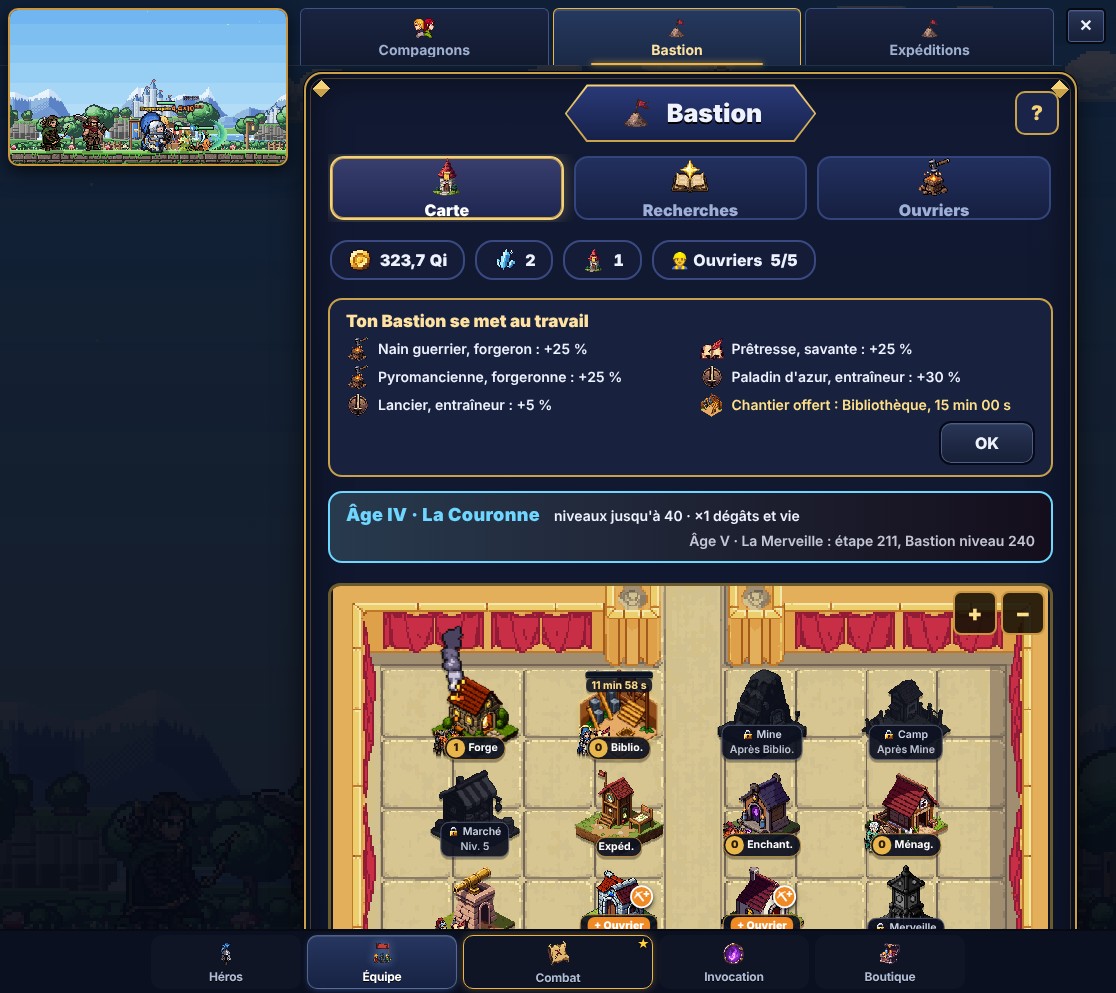 Compagnons
Bastion
Expéditions
×
Bastion
?
Carte
Recherches
Ouvriers
323,7 Qi
2
1
Ouvriers 5/5
Ton Bastion se met au travail
Nain guerrier, forgeron : +25 %
Prêtresse, savante : +25 %
Pyromancienne, forgeronne : +25 %
Paladin d'azur, entraîneur : +30 %
Lancier, entraîneur : +5 %
Chantier offert : Bibliothèque, 15 min 00 s
OK
Âge IV · La Couronne niveaux jusqu'à 40 · ×1 dégâts et vie
Âge V · La Merveille : étape 211, Bastion niveau 240
+
−
11 min 58 s
1 Forge
0 Biblio.
Mine
Après Biblio.
Camp
Après Mine
Marché
Niv. 5
Expéd.
0 Enchant.
0 Ménag.
+ Ouvrier
+ Ouvrier
Merveille
Héros
Équipe
Combat
Invocation
Boutique